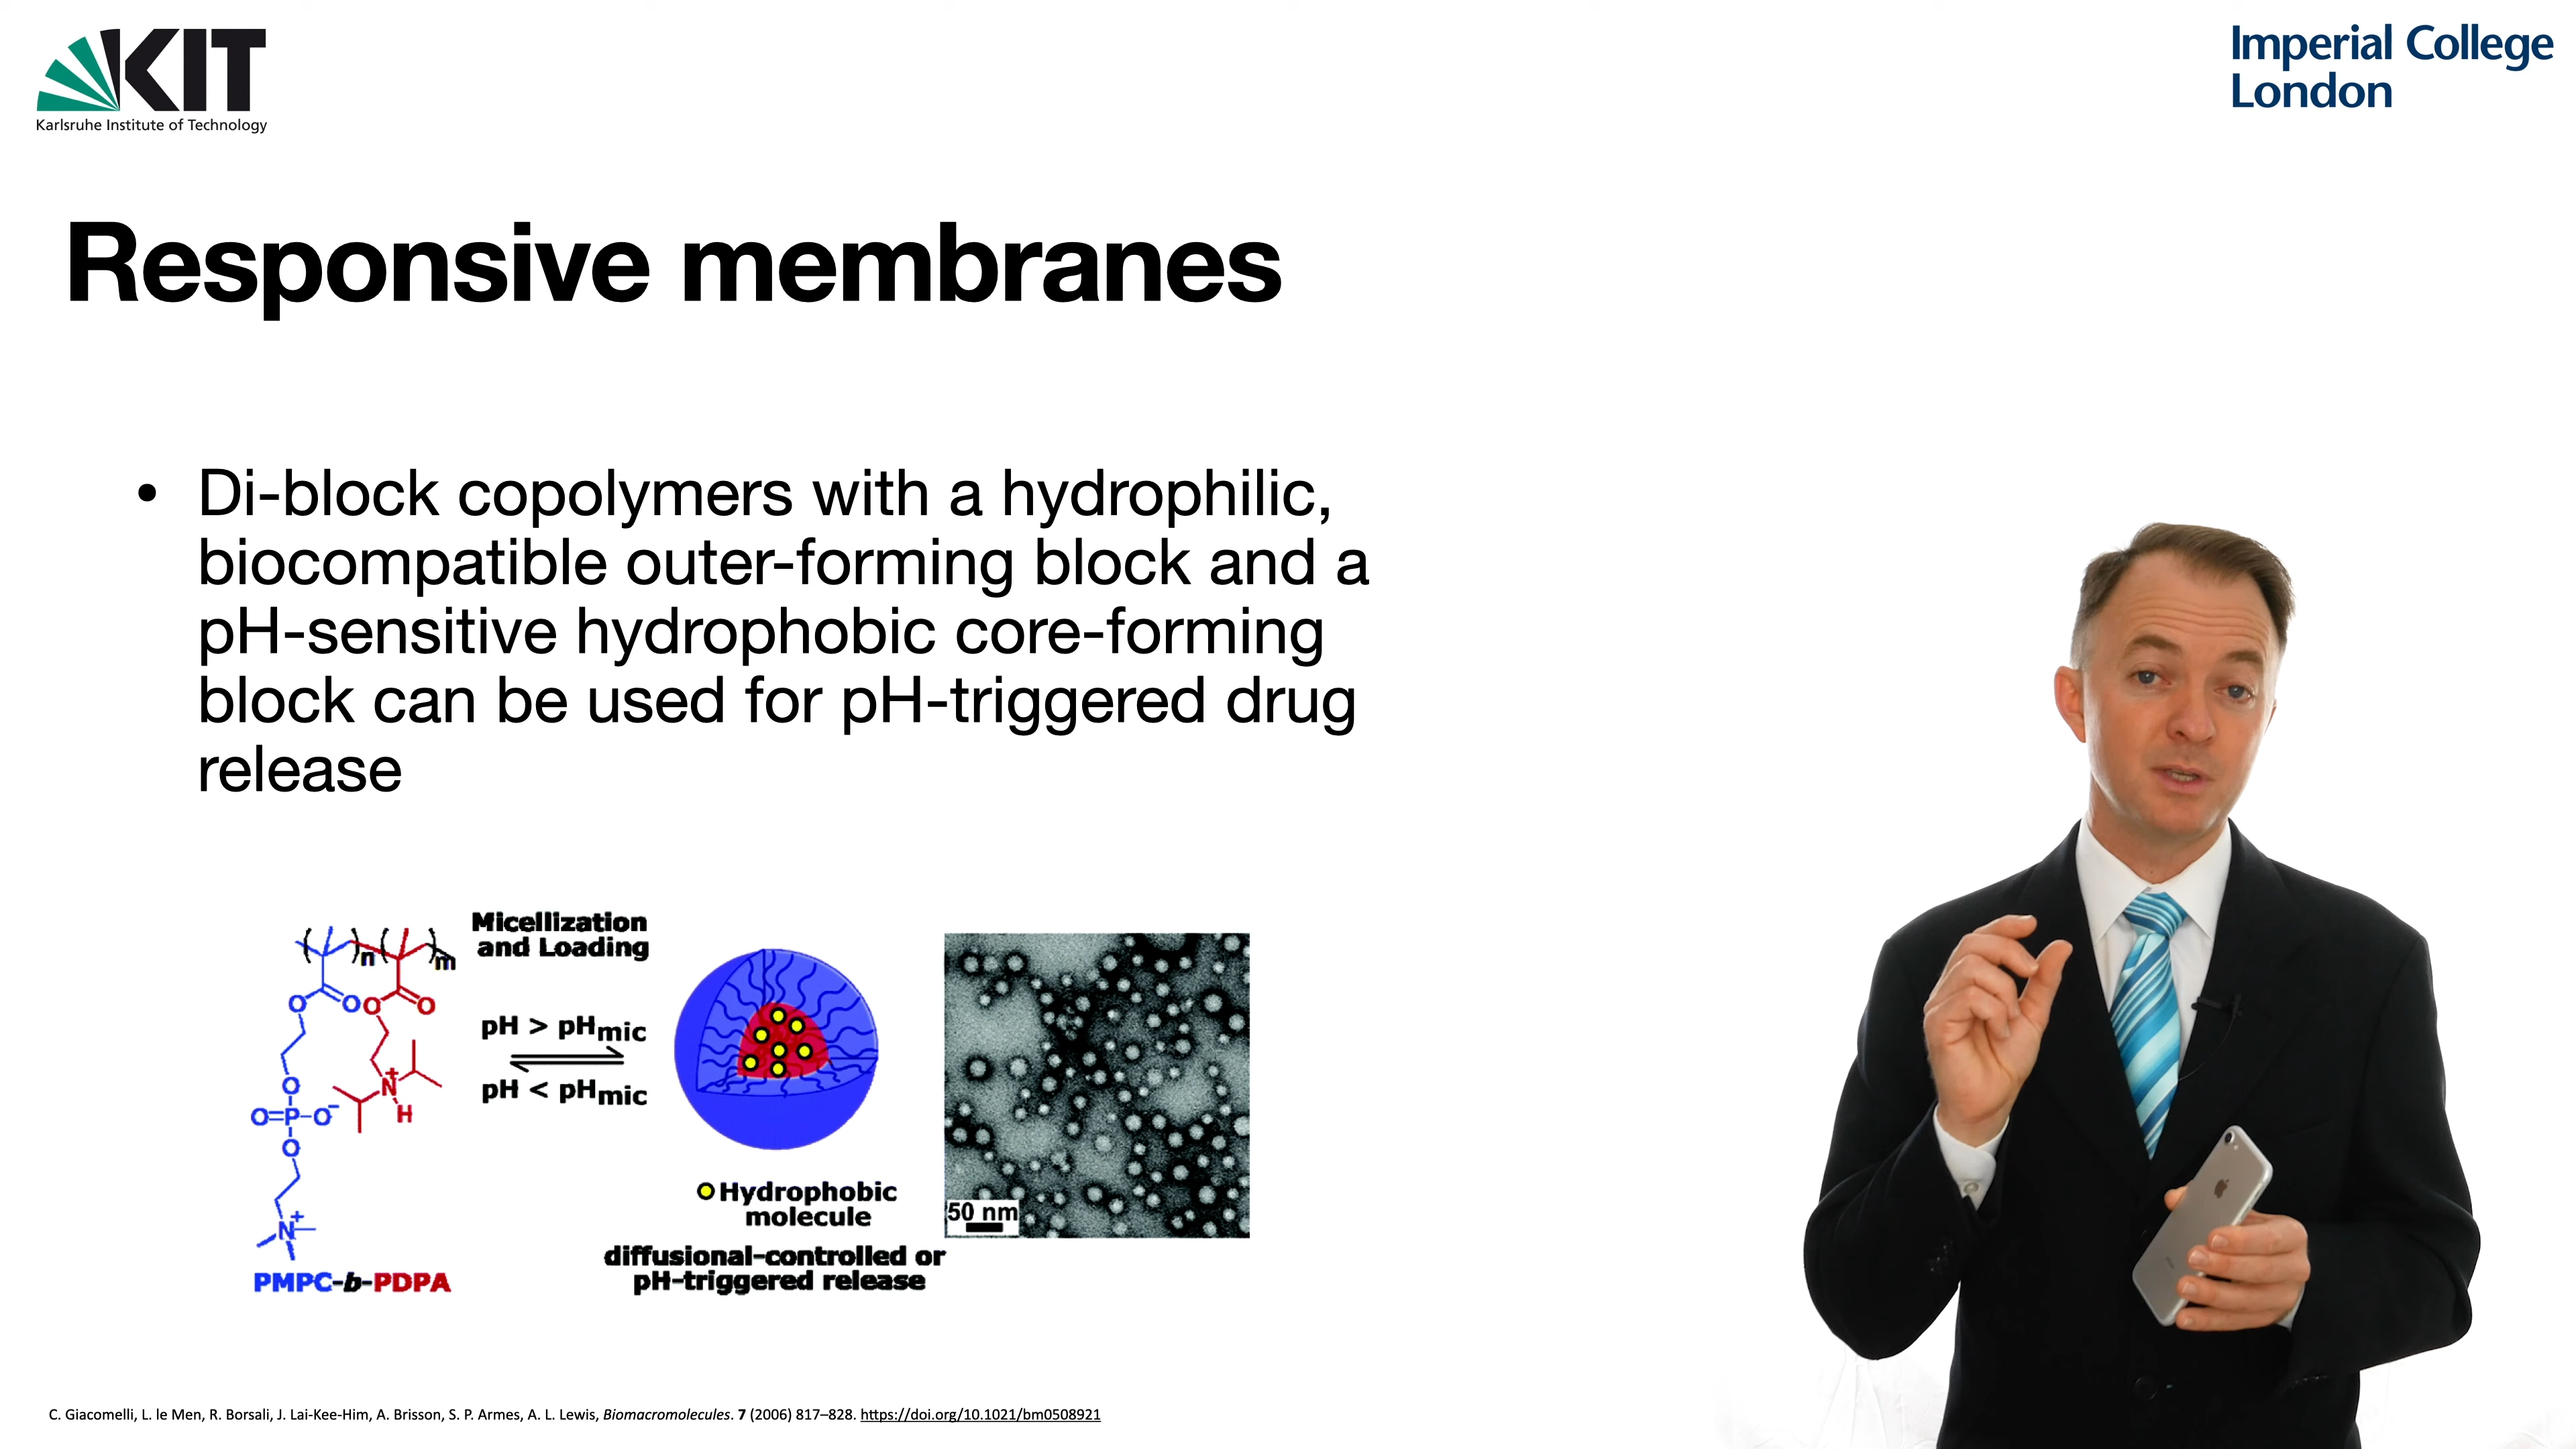 KIT
Karlsruhe Institute of Technology
Imperial College
London
Responsive membranes
• Di-block copolymers with a hydrophilic,
biocompatible outer-forming block and a
pH-sensitive hydrophobic core-forming
block can be used for pH-triggered drug
release
Micellization
and Loading
n
m
O
O
O
O
pH > pHmic
pH < pHmic
O
O=P-O-
O
N+
H
N+
PMPC-b-PDPA
Hydrophobic
molecule
diffusional-controlled or
pH-triggered release
50 nm
C. Giacomelli, L. le Men, R. Borsali, J. Lai-Kee-Him, A. Brisson, S. P. Armes, A. L. Lewis, Biomacromolecules. 7 (2006) 817–828. https://doi.org/10.1021/bm0508921